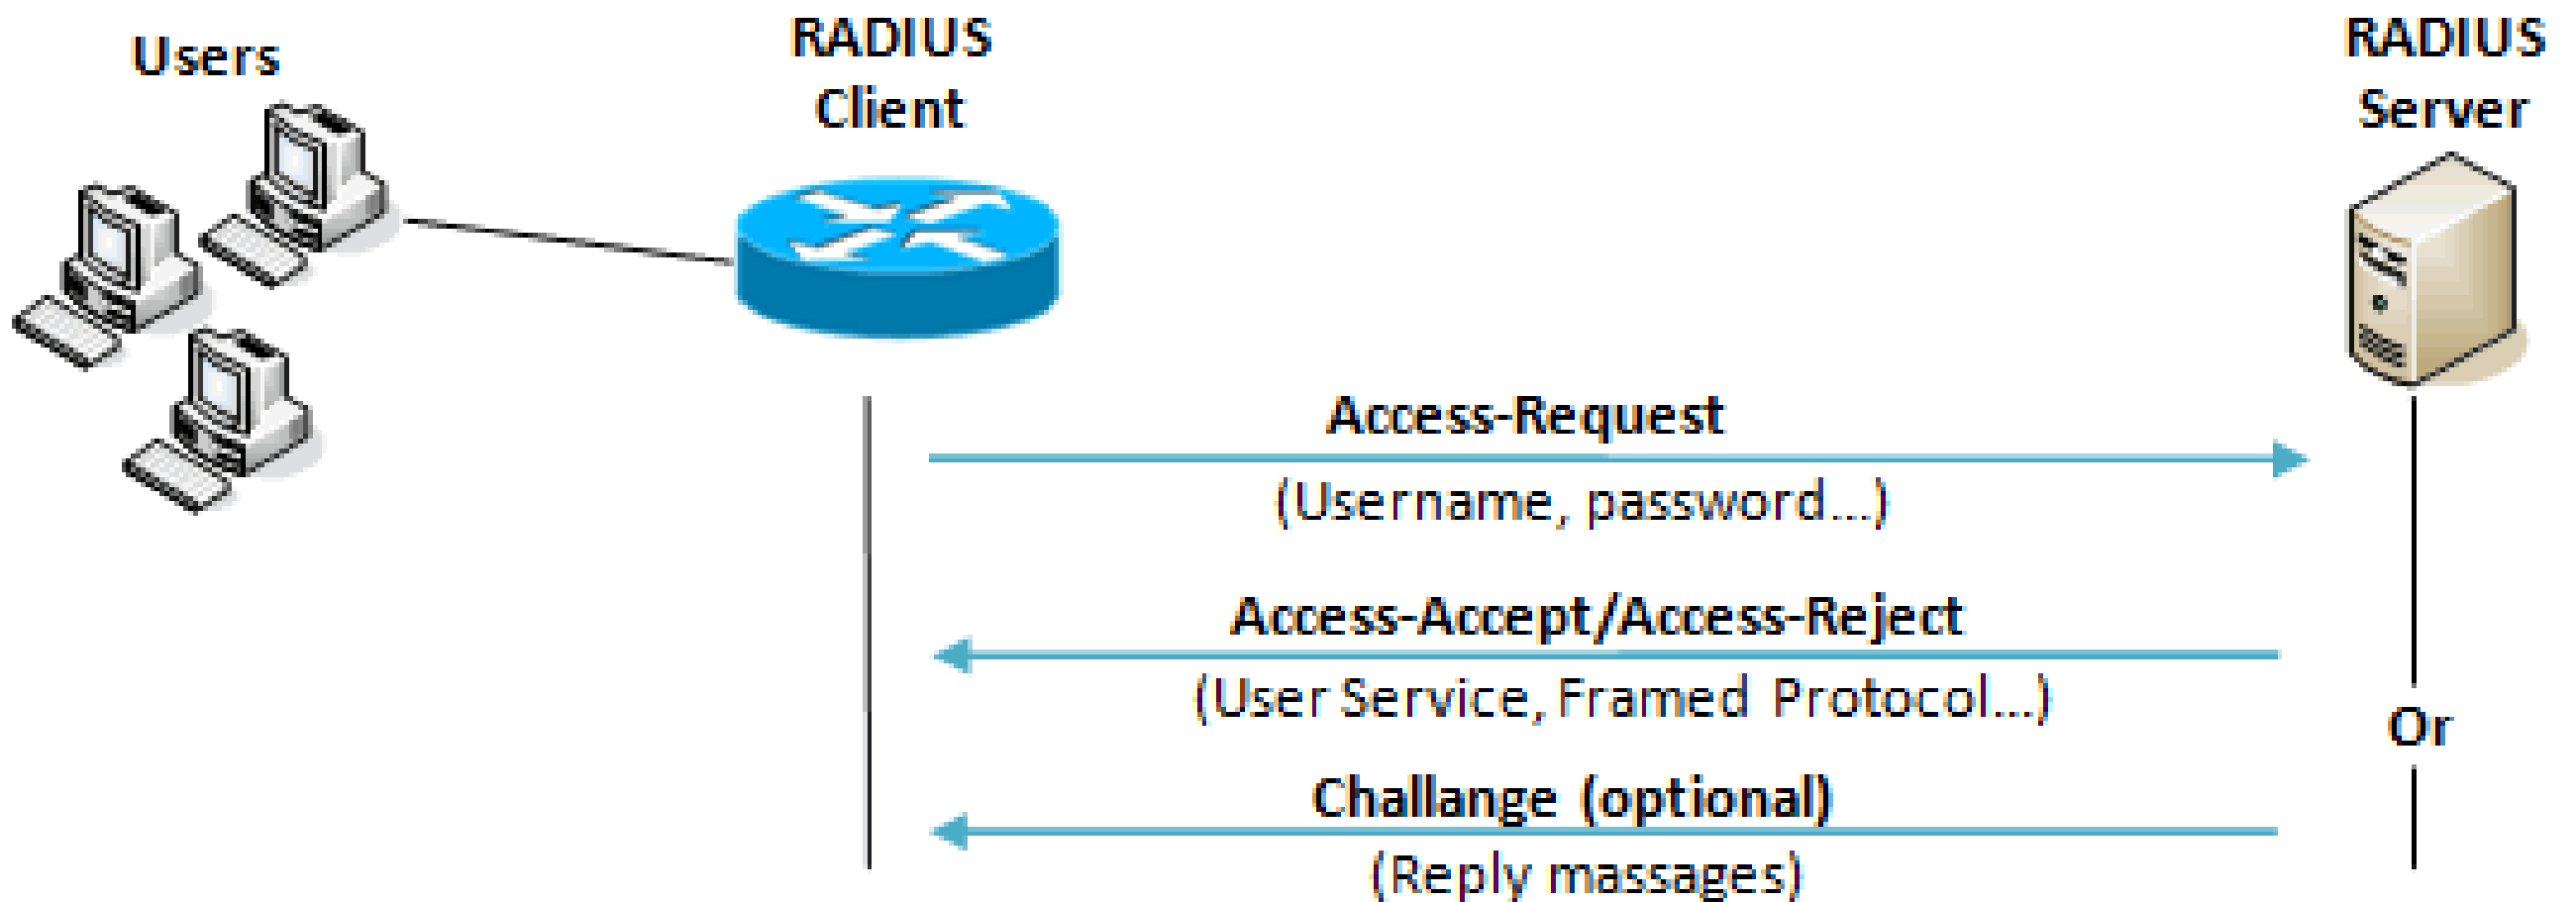 Users
RADIUS
Client
RADIUS
Server
Access-Request
(Username, password...)
Access-Accept/Access-Reject
(User Service, Framed Protocol...)
Or
Challange (optional)
(Reply massages)